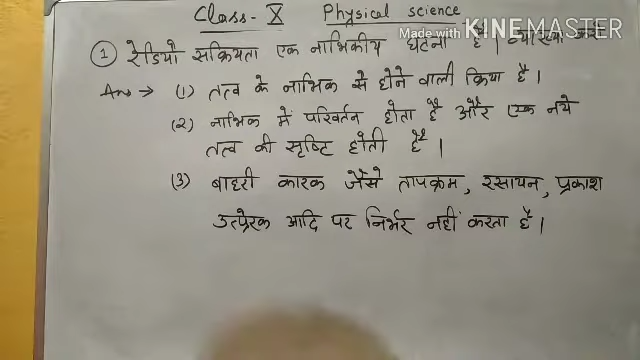 Class-X Physical science
Made with KINEMASTER
① रेडियो सक्रियता एक नाभिकीय घटना है। व्याख्या करो
Ans → (1) तत्व के नाभिक से होने वाली क्रिया है।
(2) नाभिक में परिवर्तन होता है और एक नये
तत्व की सृष्टि होती है।
(3) बाहरी कारक जैसे तापक्रम, रसायन, प्रकाश
उत्प्रेरक आदि पर निर्भर नहीं करता है।